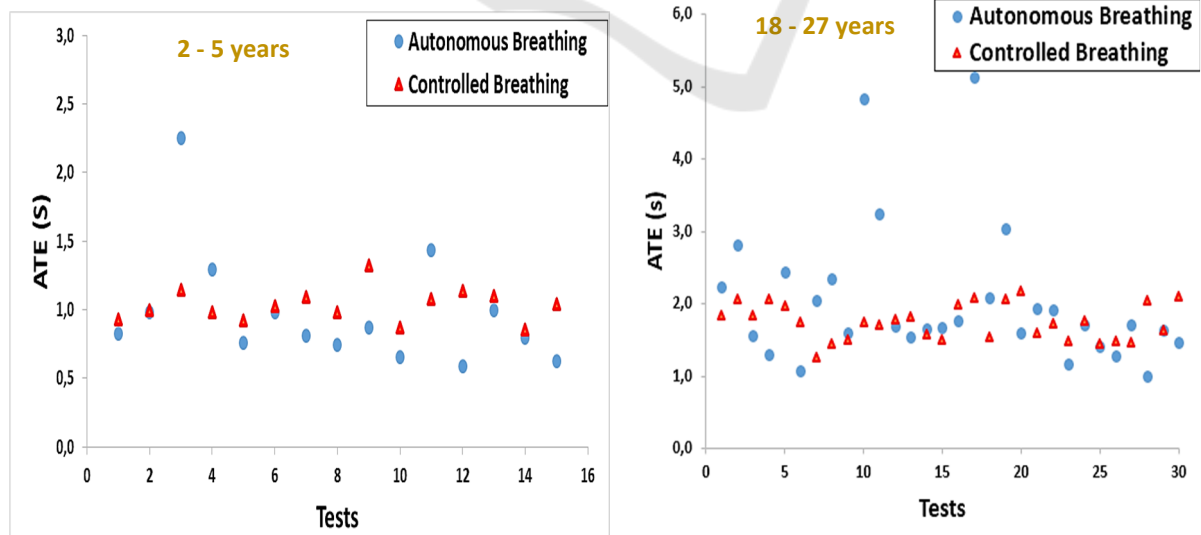 2 - 5 years
Autonomous Breathing
Controlled Breathing
3,0
2,5
2,0
1,5
1,0
0,5
0,0
ATE (S)
0 2 4 6 8 10 12 14 16
Tests
18 - 27 years
Autonomous Breathing
Controlled Breathing
6,0
5,0
4,0
3,0
2,0
1,0
0,0
ATE (s)
0 5 10 15 20 25 30
Tests